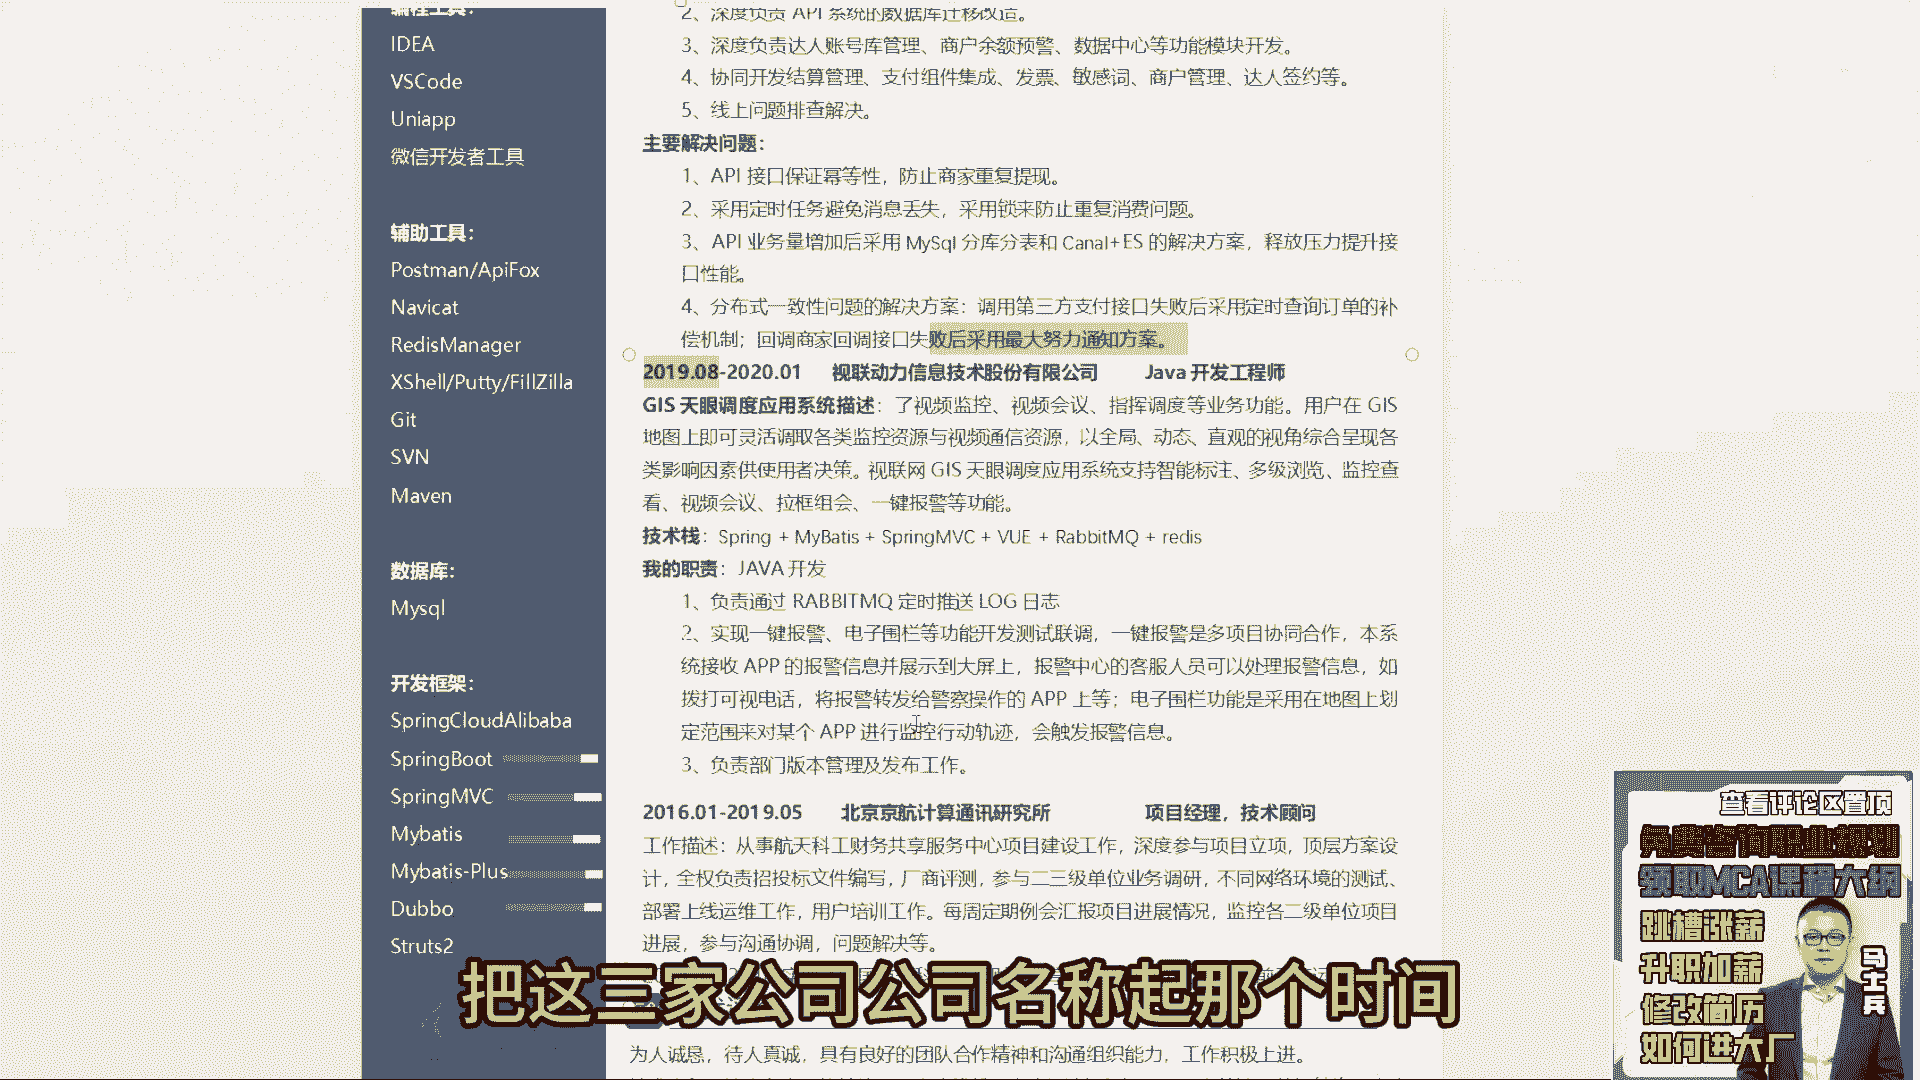 编程工具：
IDEA
VSCode
Uniapp
微信开发者工具
辅助工具：
Postman/ApiFox
Navicat
RedisManager
XShell/Putty/FillZilla
Git
SVN
Maven
数据库：
Mysql
开发框架：
SpringCloudAlibaba
SpringBoot
SpringMVC
Mybatis
Mybatis-Plus
Dubbo
Struts2
2、深度负责 API 系统的数据库迁移改造。
3、深度负责达人账号库管理、商户余额预警、数据中心等功能模块开发。
4、协同开发结算管理、支付组件集成、发票、敏感词、商户管理、达人签约等。
5、线上问题排查解决。
主要解决问题：
1、API 接口保证幂等性，防止商家重复提现。
2、采用定时任务避免消息丢失，采用锁来防止重复消费问题。
3、API 业务量增加后采用 MySql 分库分表和 Canal+ES 的解决方案，释放压力提升接
口性能。
4、分布式一致性问题的解决方案：调用第三方支付接口失败后采用定时查询订单的补
偿机制；回调商家回调接口失败后采用最大努力通知方案。
2019.08-2020.01 视联动力信息技术股份有限公司 Java 开发工程师
GIS 天眼调度应用系统描述：了视频监控、视频会议、指挥调度等业务功能。用户在 GIS
地图上即可灵活调取各类监控资源与视频通信资源，以全局、动态、直观的视角综合呈现各
类影响因素供使用者决策。视联网 GIS 天眼调度应用系统支持智能标注、多级浏览、监控查
看、视频会议、拉框组会、一键报警等功能。
技术栈：Spring + MyBatis + SpringMVC + VUE + RabbitMQ + redis
我的职责：JAVA 开发
1、负责通过 RABBITMQ 定时推送 LOG 日志
2、实现一键报警、电子围栏等功能开发测试联调，一键报警是多项目协同合作，本系
统接收 APP 的报警信息并展示到大屏上，报警中心的客服人员可以处理报警信息，如
拨打可视电话，将报警转发给警察操作的 APP 上等；电子围栏功能是采用在地图上划
定范围来对某个 APP 进行监控行动轨迹，会触发报警信息。
3、负责部门版本管理及发布工作。
2016.01-2019.05 北京京航计算通讯研究所 项目经理，技术顾问
工作描述：从事航天科工财务共享服务中心项目建设工作，深度参与项目立项，顶层方案设
计，全权负责招投标文件编写，厂商评测，参与二三级单位业务调研，不同网络环境的测试、
部署上线运维工作，用户培训工作。每周定期例会汇报项目进展情况，监控各二级单位项目
进展，参与沟通协调，问题解决等。
把这三家公司公司名称起那个时间
为人诚恳，待人真诚，具有良好的团队合作精神和沟通组织能力，工作积极上进。
查看评论区置顶
免费咨询职业规划
领取MCA课程大纲
跳槽涨薪
升职加薪
修改简历
如何进大厂
马士兵